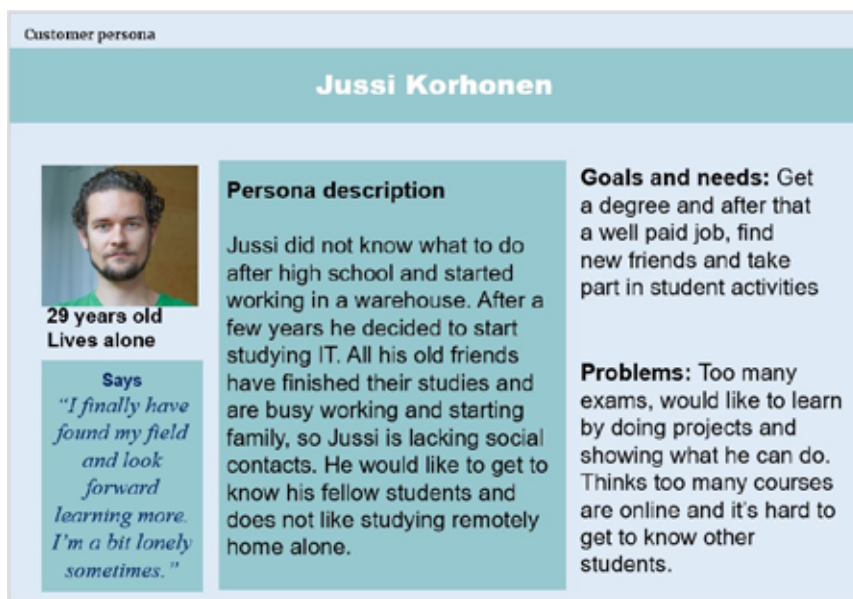 Customer persona
Jussi Korhonen
29 years old
Lives alone
Says
“I finally have
found my field
and look
forward
learning more.
I’m a bit lonely
sometimes.”
Persona description
Jussi did not know what to do
after high school and started
working in a warehouse. After a
few years he decided to start
studying IT. All his old friends
have finished their studies and
are busy working and starting
family, so Jussi is lacking social
contacts. He would like to get to
know his fellow students and
does not like studying remotely
home alone.
Goals and needs: Get
a degree and after that
a well paid job, find
new friends and take
part in student activities
Problems: Too many
exams, would like to learn
by doing projects and
showing what he can do.
Thinks too many courses
are online and it’s hard to
get to know other
students.